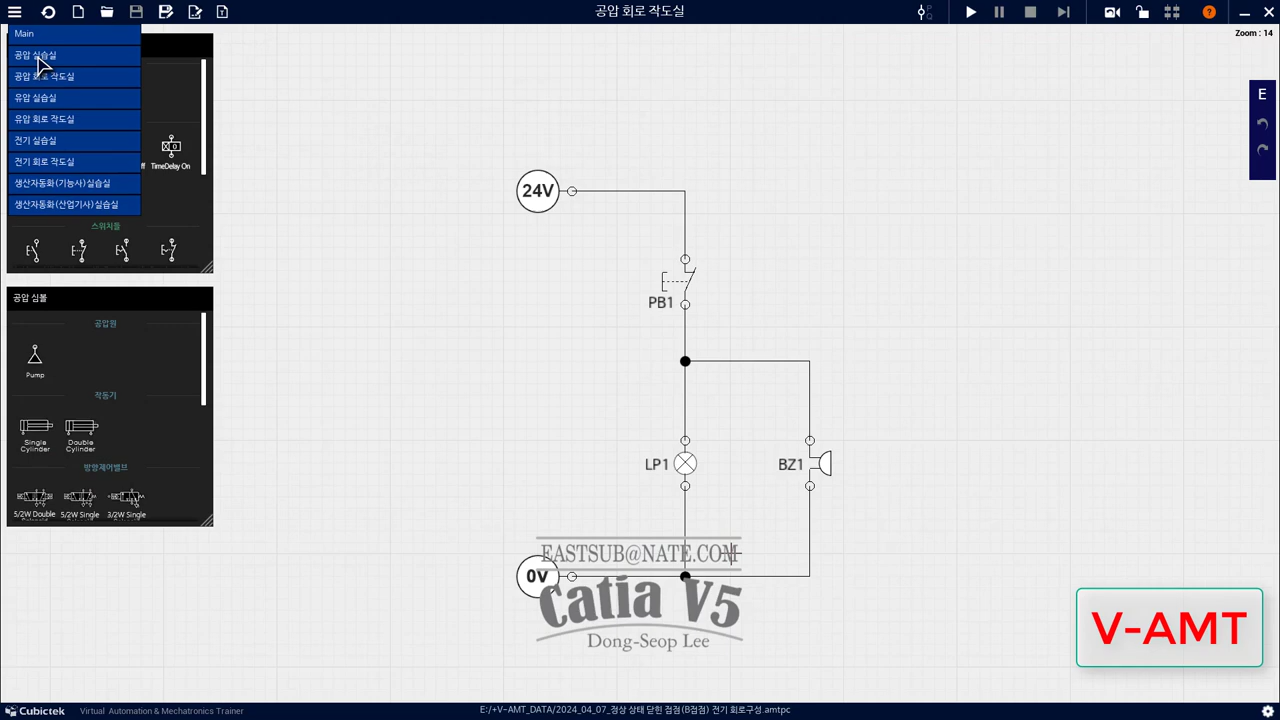 공압 회로 작도실
Zoom : 14
Main
공압 실습실
공압 회로 작도실
유압 실습실
유압 회로 작도실
전기 실습실
전기 회로 작도실
생산자동화(기능사)실습실
생산자동화(산업기사)실습실
TimeDelay On
스위치들
공압 심볼
공압원
Pump
작동기
Single Cylinder
Double Cylinder
방향제어밸브
5/2W Double
5/2W Single
3/2W Single
E
24V
PB1
LP1
BZ1
0V
EASTSUB@NATE.COM
Catia V5
Dong-Seop Lee
V-AMT
Cubictek
Virtual Automation & Mechatronics Trainer
E:/+V-AMT_DATA/2024_04_07_정상 상태 닫힌 접점(B접점) 전기 회로구성.amtpc